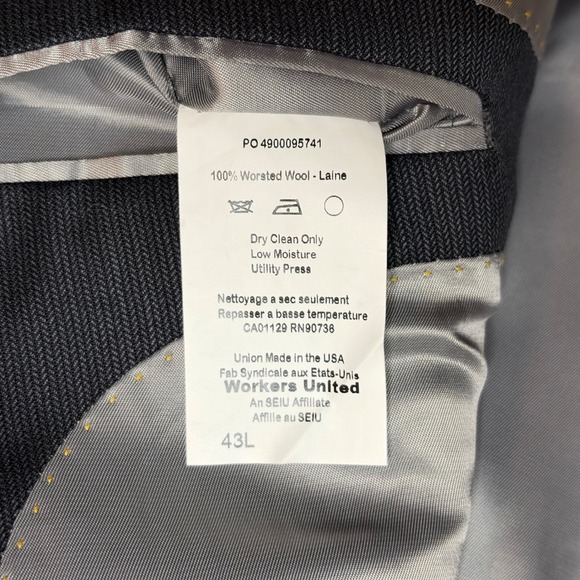 PO 4900095741
100% Worsted Wool - Laine
Dry Clean Only
Low Moisture
Utility Press
Nettoyage a sec seulement
Repasser a basse temperature
CA01129 RN90736
Union Made in the USA
Fab Syndicale aux Etats-Unis
Workers United
An SEIU Affiliate
Affille au SEIU
43L